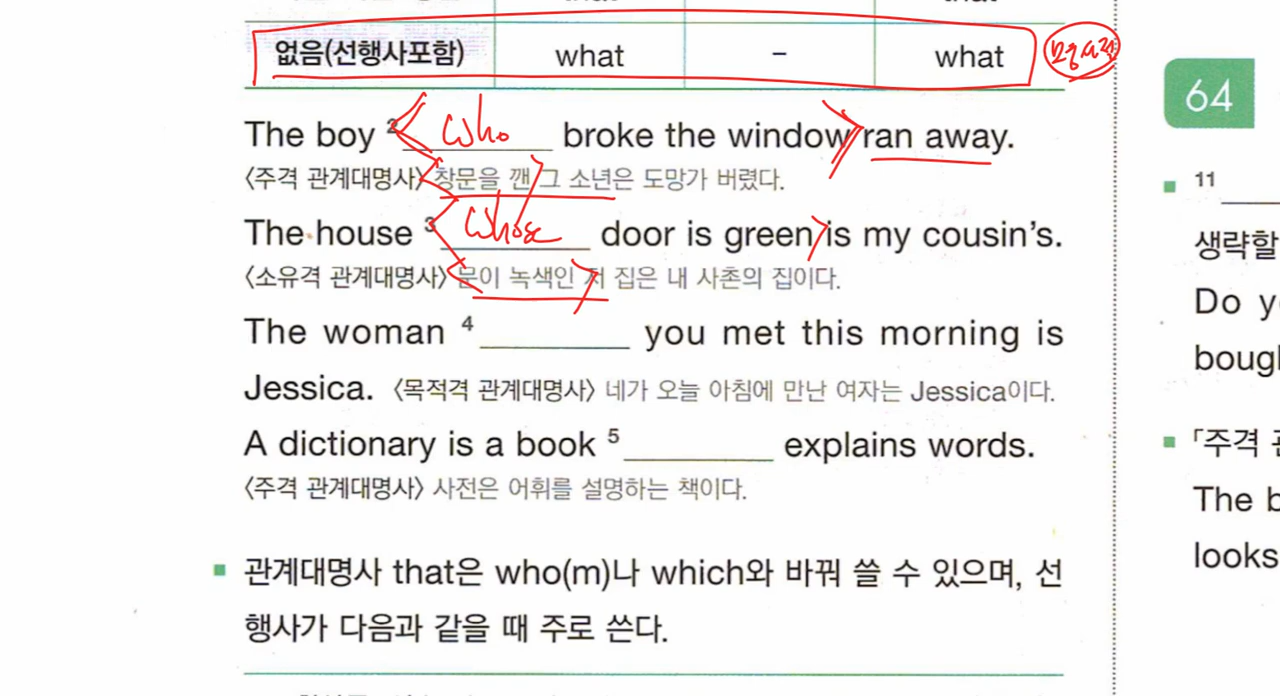 that that
없음(선행사포함) what – what
The boy 2 who broke the window ran away.
〈주격 관계대명사〉 창문을 깬 그 소년은 도망가 버렸다.
The house 3 whose door is green is my cousin's.
〈소유격 관계대명사〉 문이 녹색인 저 집은 내 사촌의 집이다.
The woman 4 you met this morning is
Jessica. 〈목적격 관계대명사〉 네가 오늘 아침에 만난 여자는 Jessica이다.
A dictionary is a book 5 explains words.
〈주격 관계대명사〉 사전은 어휘를 설명하는 책이다.
관계대명사 that은 who(m)나 which와 바꿔 쓸 수 있으며, 선
행사가 다음과 같을 때 주로 쓴다.
64
11
생략할
Do y
bough
「주격 관
The b
looks